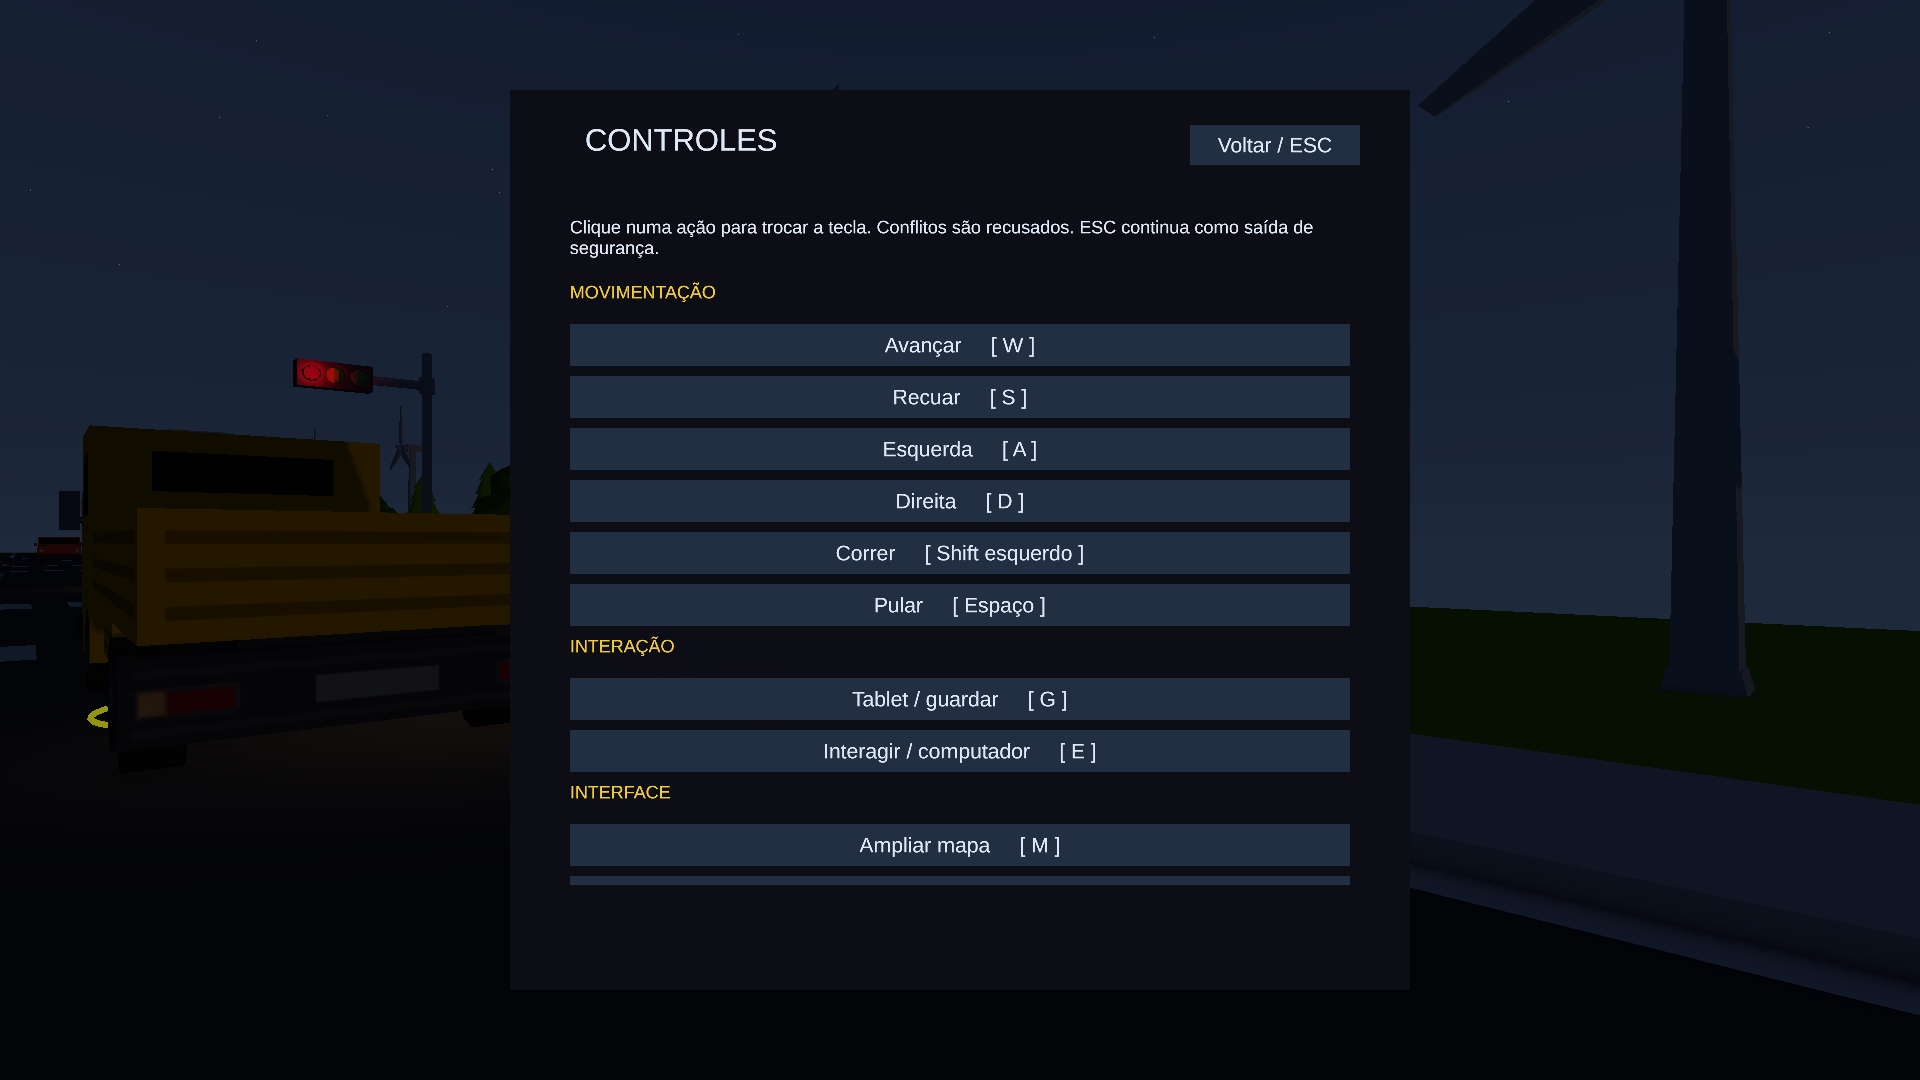 CONTROLES
Voltar / ESC
Clique numa ação para trocar a tecla. Conflitos são recusados. ESC continua como saída de
segurança.
MOVIMENTAÇÃO
Avançar [ W ]
Recuar [ S ]
Esquerda [ A ]
Direita [ D ]
Correr [ Shift esquerdo ]
Pular [ Espaço ]
INTERAÇÃO
Tablet / guardar [ G ]
Interagir / computador [ E ]
INTERFACE
Ampliar mapa [ M ]